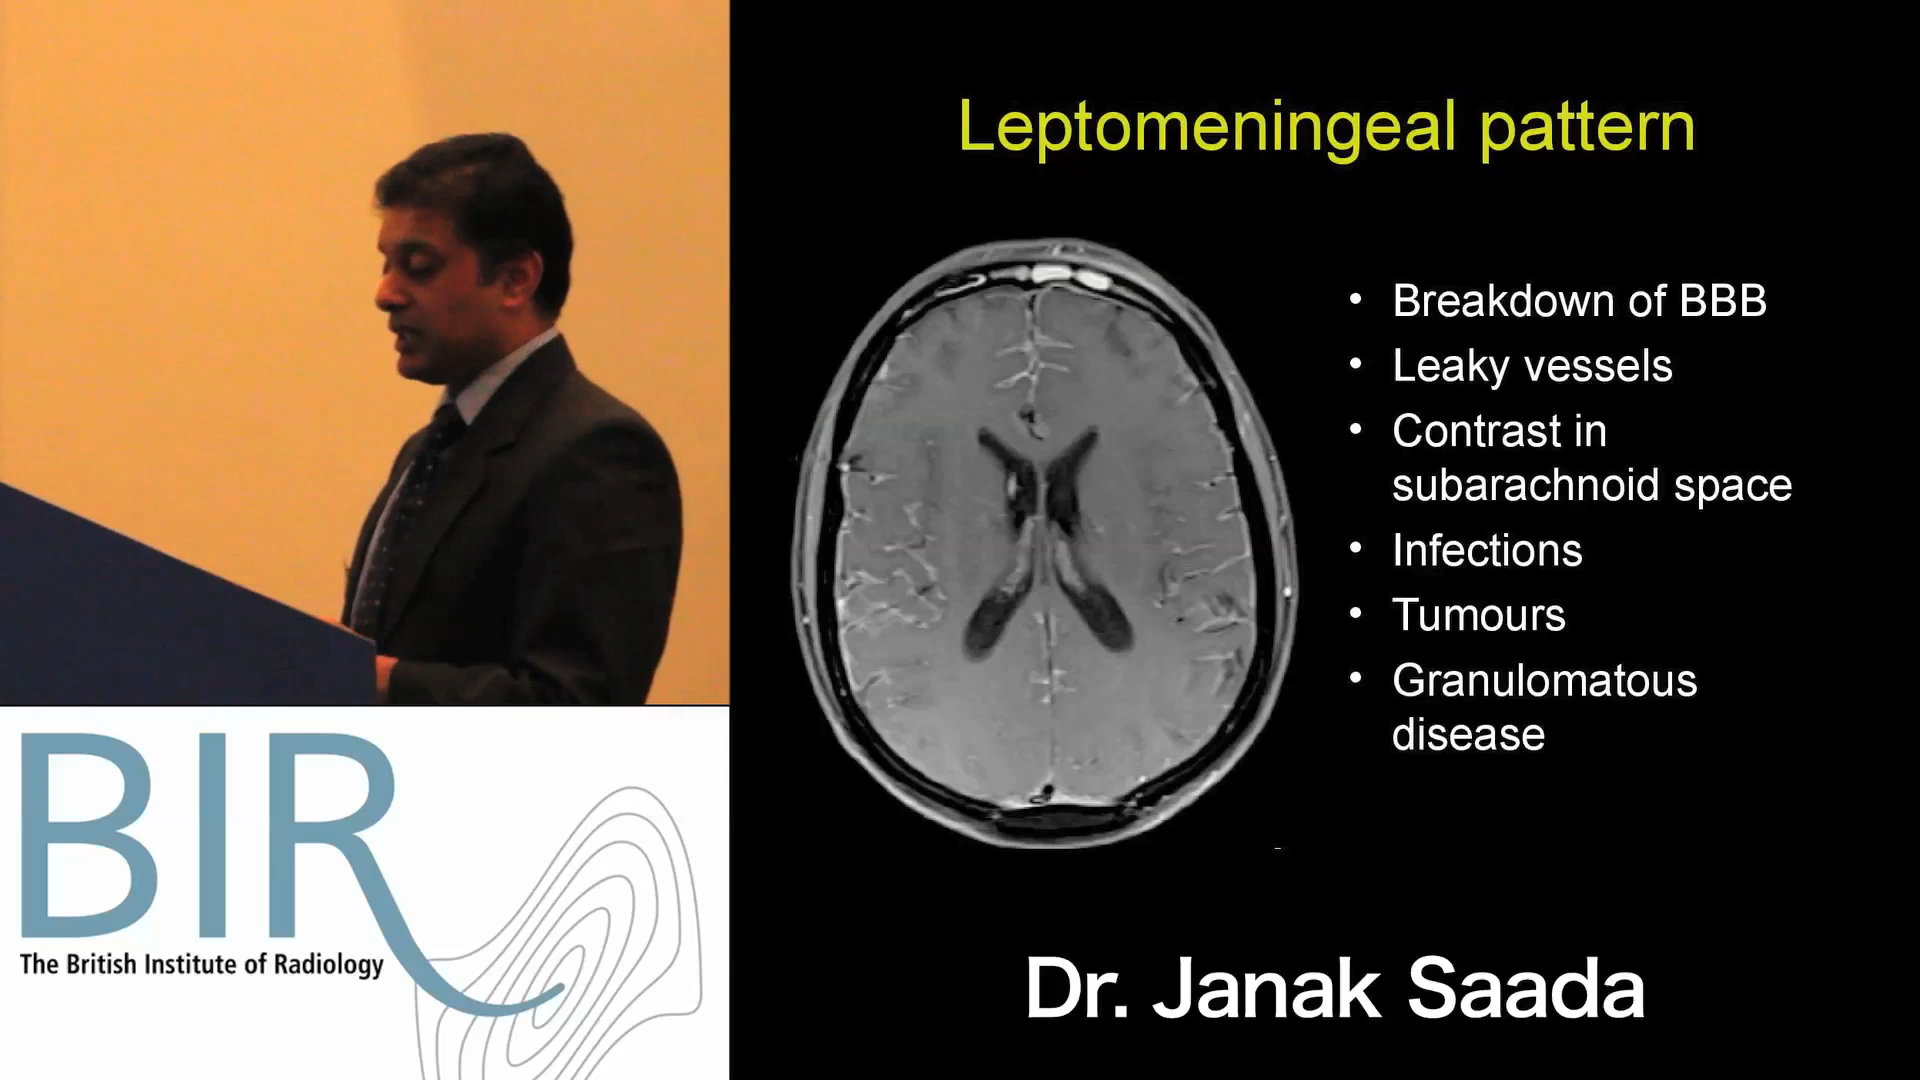 Leptomeningeal pattern
• Breakdown of BBB
• Leaky vessels
• Contrast in
subarachnoid space
• Infections
• Tumours
• Granulomatous
disease
Dr. Janak Saada
BIR
The British Institute of Radiology